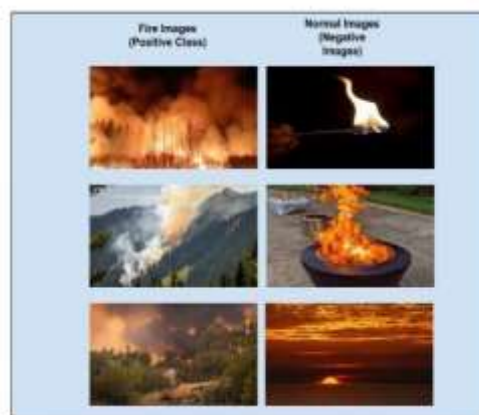 Fire Images
(Positive Class)
Normal Images
(Negative
Images)